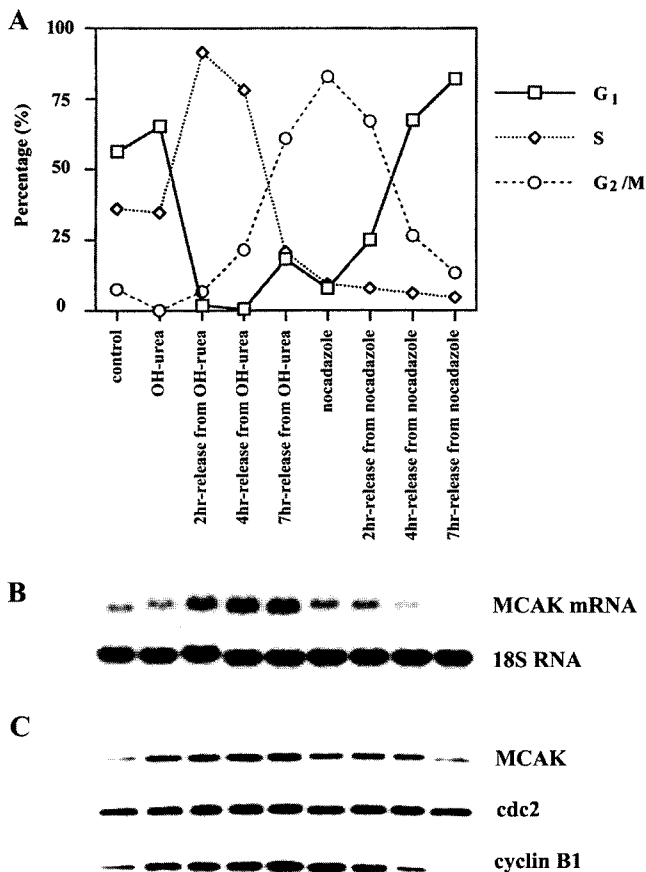 A
100
75
50
25
0
Percentage (%)
G1
S
G2/M
control
OH-urea
2hr-release from OH-ruea
4hr-release from OH-urea
7hr-release from OH-urea
nocadazole
2hr-release from nocadazole
4hr-release from nocadazole
7hr-release from nocadazole
B
MCAK mRNA
18S RNA
C
MCAK
cdc2
cyclin B1